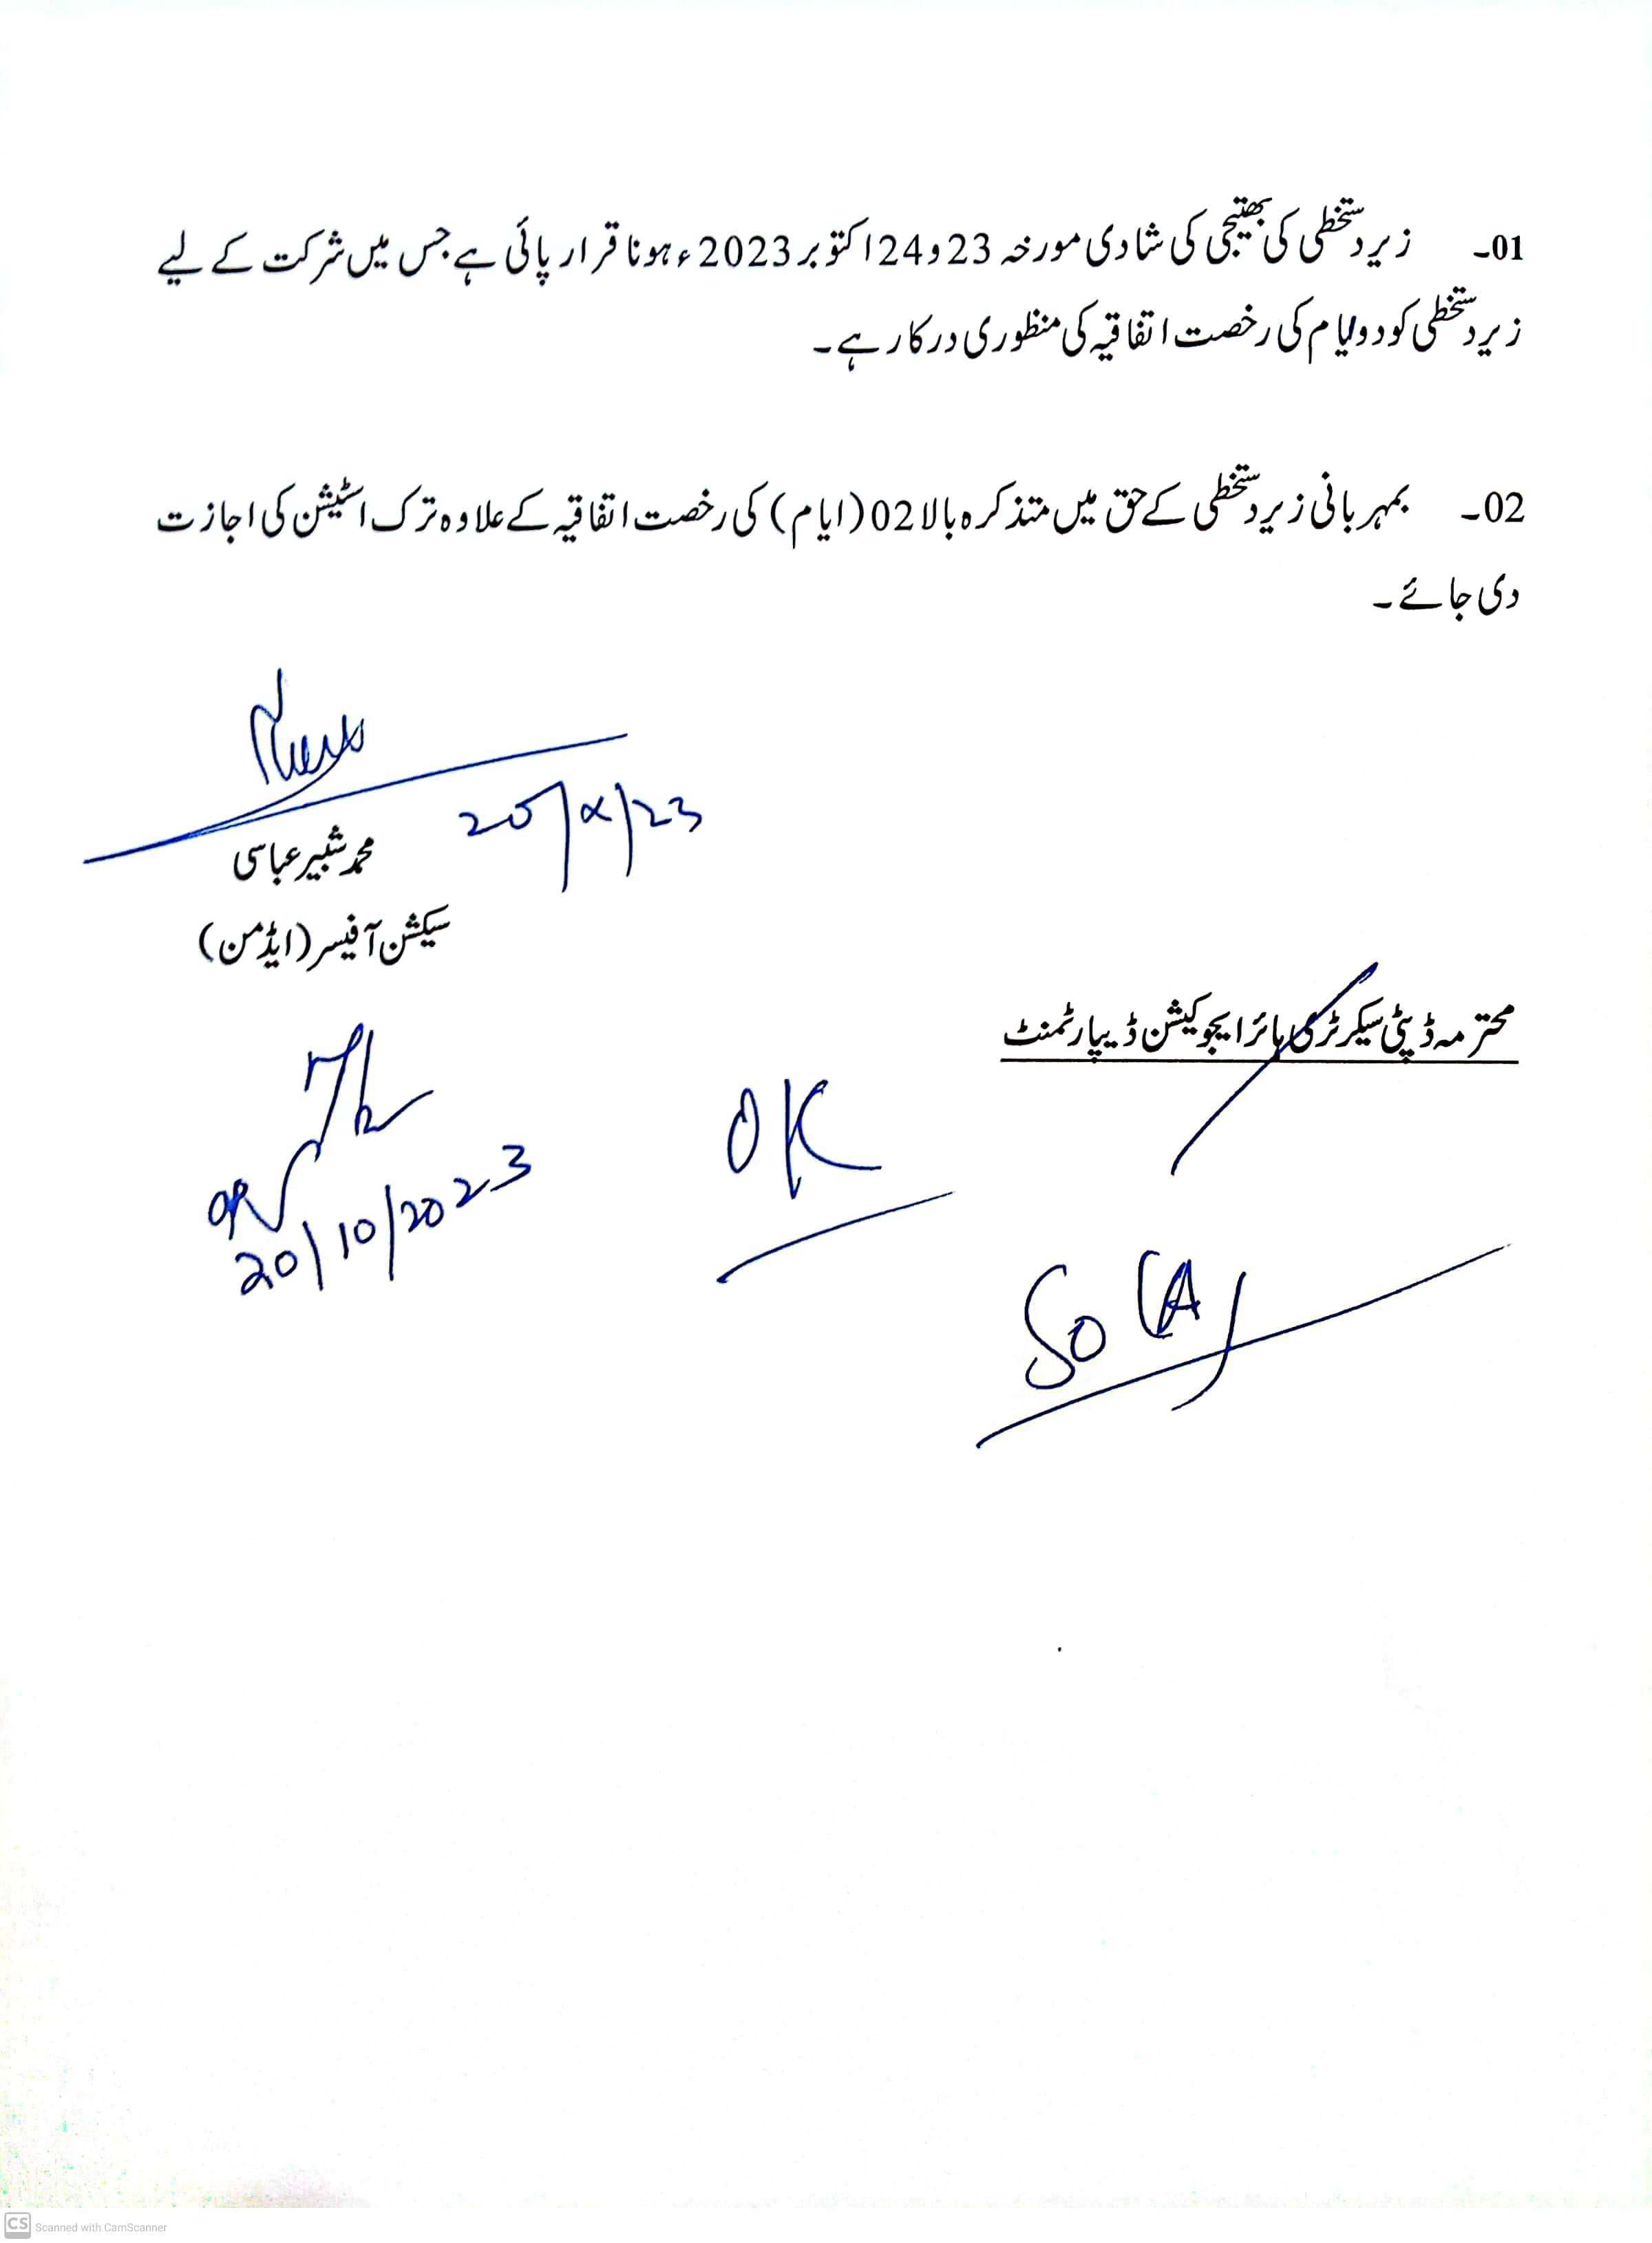 01۔ زیر دستخطی کی بھتیجی کی شادی مورخہ 23 و 24 اکتوبر 2023ء ہونا قرار پائی ہے جس میں شرکت کے لیے
زیر دستخطی کو دو ایام کی رخصت اتفاقیہ کی منظوری درکار ہے۔
02۔ بمہربانی زیر دستخطی کے حق میں متذکرہ بالا 02 (ایام) کی رخصت اتفاقیہ کے علاوہ ترک اسٹیشن کی اجازت
دی جائے۔
20/x/23
محمد شبیر عباسی
سیکشن آفیسر (ایڈمن)
محترمہ ڈپٹی سیکرٹری ہائر ایجوکیشن ڈیپارٹمنٹ
OK
20/10/2023
SO (A)
CS Scanned with CamScanner